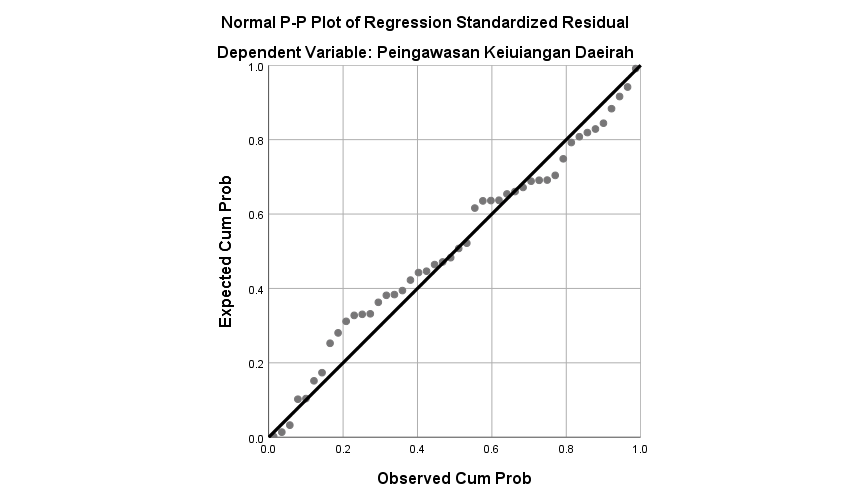 Normal P-P Plot of Regression Standardized Residual
Dependent Variable: Peingawasan Keiuiangan Daeirah
1.0
0.8
0.6
0.4
0.2
0.0
Expected Cum Prob
0.0 0.2 0.4 0.6 0.8 1.0
Observed Cum Prob